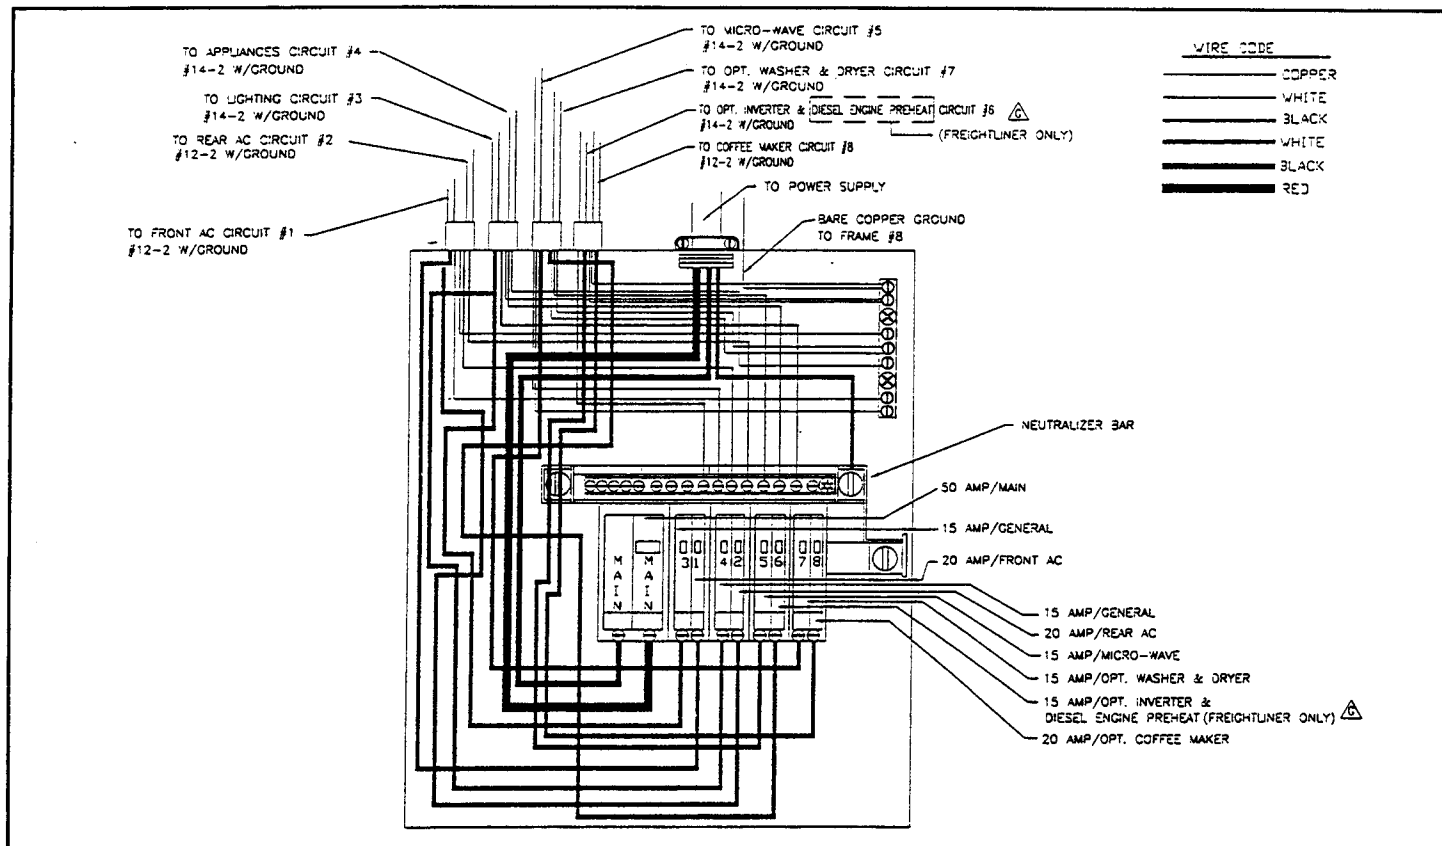 TO MICRO-WAVE CIRCUIT #5
#14-2 W/GROUND
TO APPLIANCES CIRCUIT #4
#14-2 W/GROUND
TO OPT. WASHER & DRYER CIRCUIT #7
#14-2 W/GROUND
TO LIGHTING CIRCUIT #3
#14-2 W/GROUND
TO OPT. INVERTER & DIESEL ENGINE PREHEAT CIRCUIT #6 G
#14-2 W/GROUND
(FREIGHTLINER ONLY)
TO REAR AC CIRCUIT #2
#12-2 W/GROUND
TO COFFEE MAKER CIRCUIT #8
#12-2 W/GROUND
TO POWER SUPPLY
BARE COPPER GROUND
TO FRAME #8
TO FRONT AC CIRCUIT #1
#12-2 W/GROUND
WIRE CODE
COPPER
WHITE
BLACK
WHITE
BLACK
RED
NEUTRALIZER BAR
50 AMP/MAIN
15 AMP/GENERAL
20 AMP/FRONT AC
15 AMP/GENERAL
20 AMP/REAR AC
15 AMP/MICRO-WAVE
15 AMP/OPT. WASHER & DRYER
15 AMP/OPT. INVERTER &
DIESEL ENGINE PREHEAT (FREIGHTLINER ONLY) G
20 AMP/OPT. COFFEE MAKER
MAIN
MAIN
3 1 4 2 5 6 7 8